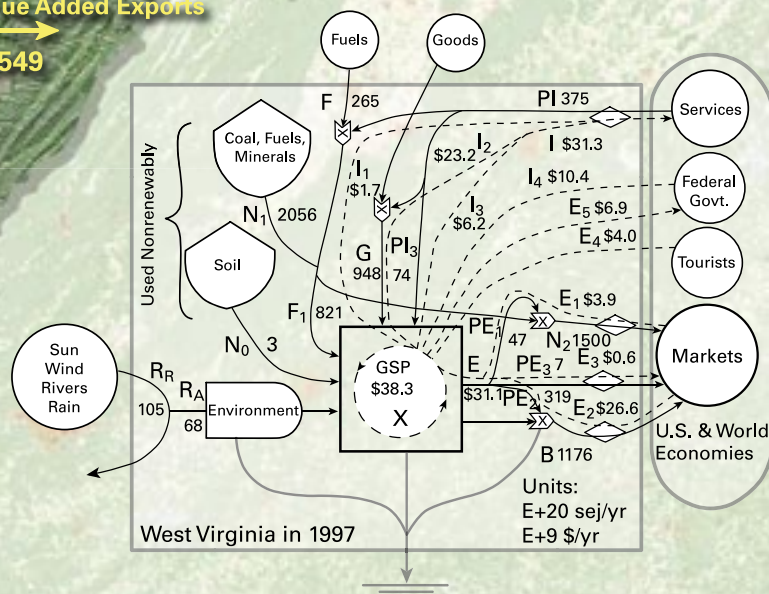 ue Added Exports
549
Fuels
Goods
F 265
PI 375
Services
Coal, Fuels,
Minerals
I₁
$1.7
$23.2 I₂
I $31.3
I₄ $10.4
Federal
Govt.
Used Nonrenewably
N₁ 2056
I₃
$6.2
E₅ $6.9
E₄ $4.0
Tourists
Soil
G
948
PI₃
74
F₁ 821
E₁ $3.9
PE₁
47
N₂1500
N₀ 3
Sun
Wind
Rivers
Rain
GSP
$38.3
X
E
$31.1
PE₃ 7
E₃ $0.6
Markets
R_R
105
R_A
68
Environment
PE₂ 319
E₂ $26.6
U.S. & World
Economies
B 1176
Units:
E+20 sej/yr
E+9 $/yr
West Virginia in 1997
X
X
X
X